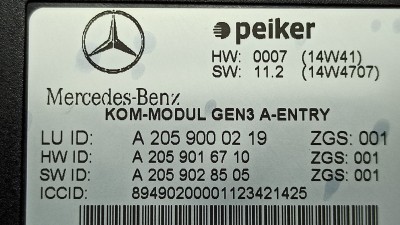 peiker
HW: 0007 (14W41)
SW: 11.2 (14W4707)
Mercedes-Benz
KOM-MODUL GEN3 A-ENTRY
LU ID: A 205 900 02 19 ZGS: 001
HW ID: A 205 901 67 10 ZGS: 001
SW ID: A 205 902 85 05 ZGS: 001
ICCID: 89490200001123421425